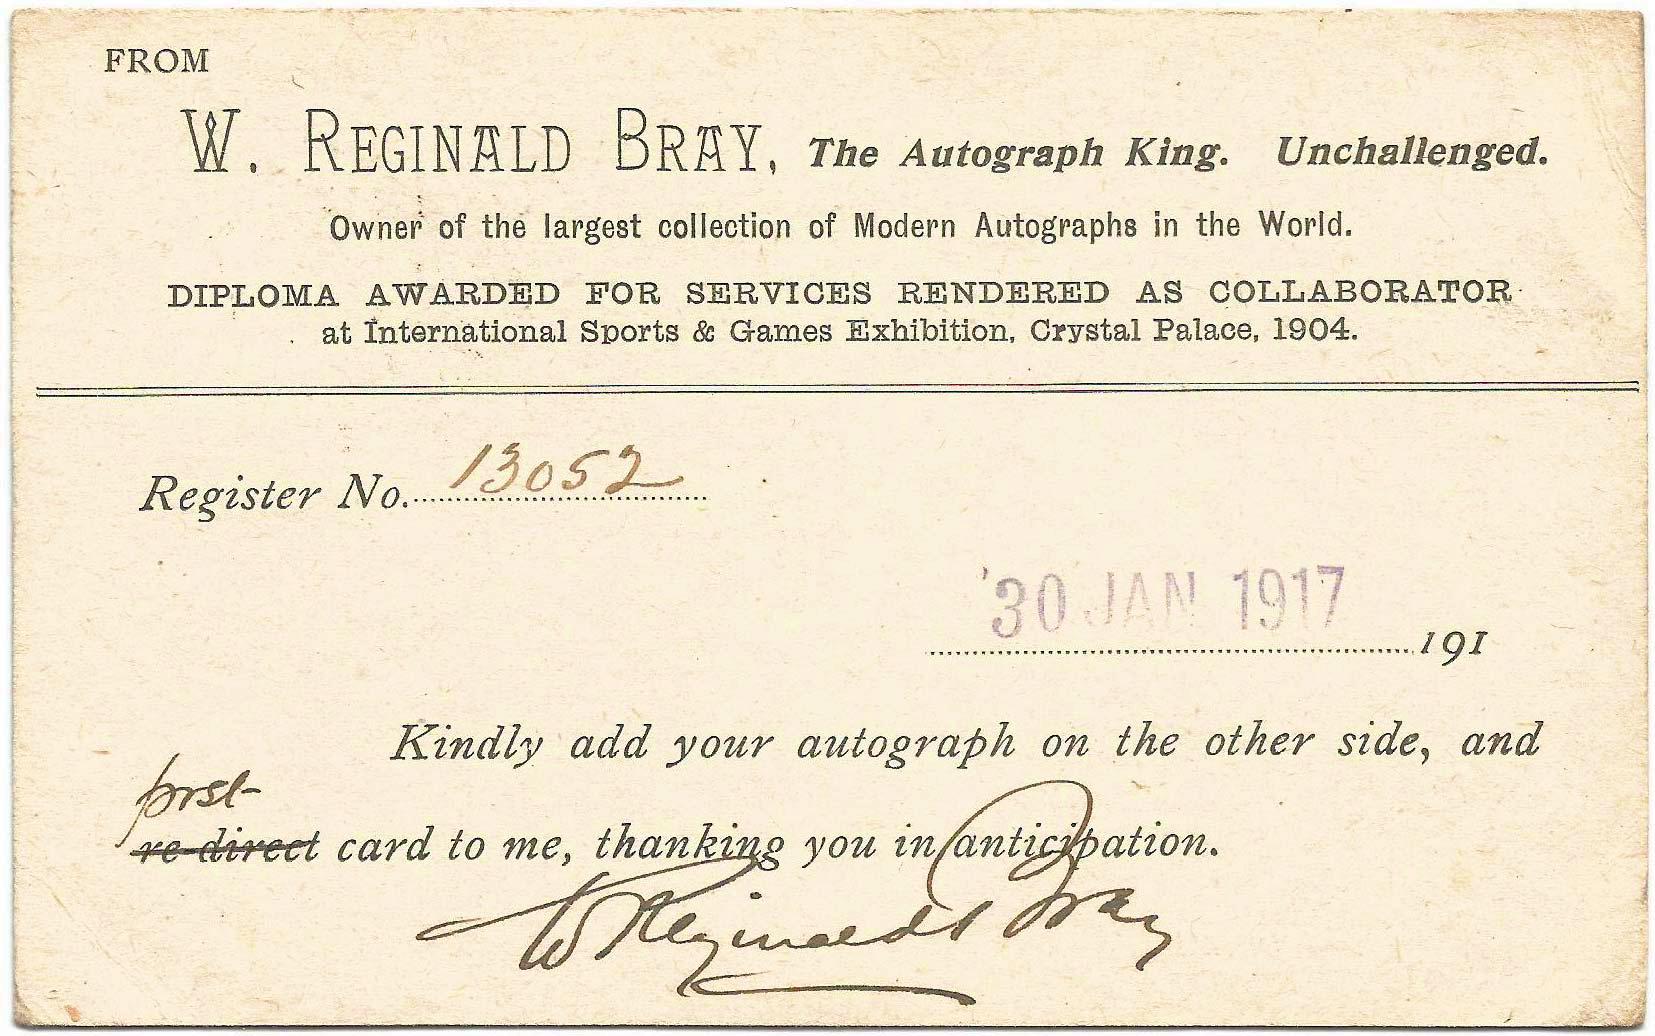 FROM
W. REGINALD BRAY, The Autograph King. Unchallenged.
Owner of the largest collection of Modern Autographs in the World.
DIPLOMA AWARDED FOR SERVICES RENDERED AS COLLABORATOR
at International Sports & Games Exhibition, Crystal Palace, 1904.
Register No. 13052
30 JAN 1917
191
Kindly add your autograph on the other side, and
post
re-direct card to me, thanking you in anticipation.
W Reginald Bray